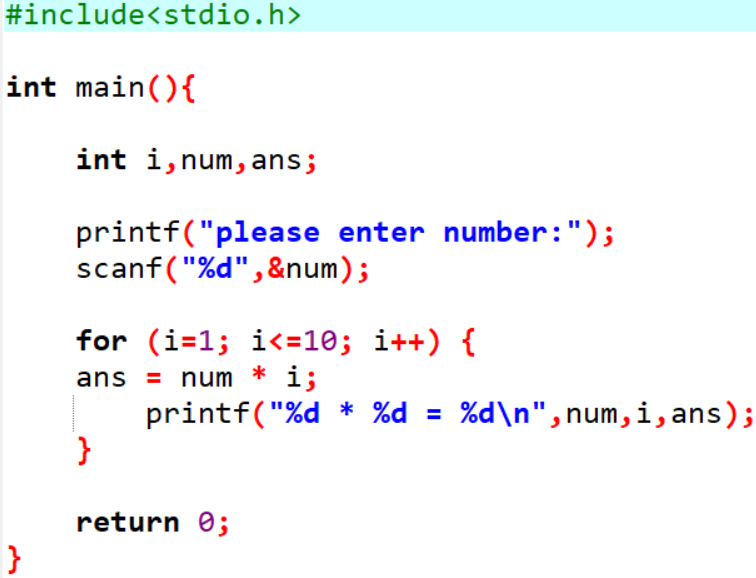 #include<stdio.h>
int main(){
int i,num,ans;
printf("please enter number:");
scanf("%d",&num);
for (i=1; i<=10; i++) {
ans = num * i;
printf("%d * %d = %d\n",num,i,ans);
}
return 0;
}